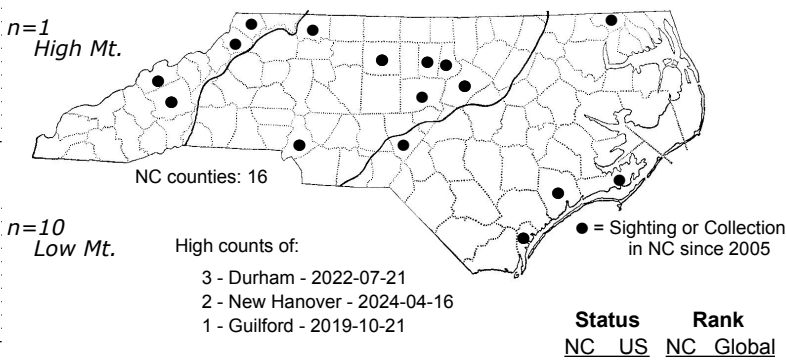 n=1
High Mt.
NC counties: 16
n=10
Low Mt.
High counts of:
3 - Durham - 2022-07-21
2 - New Hanover - 2024-04-16
1 - Guilford - 2019-10-21
● = Sighting or Collection
in NC since 2005
Status Rank
NC US NC Global